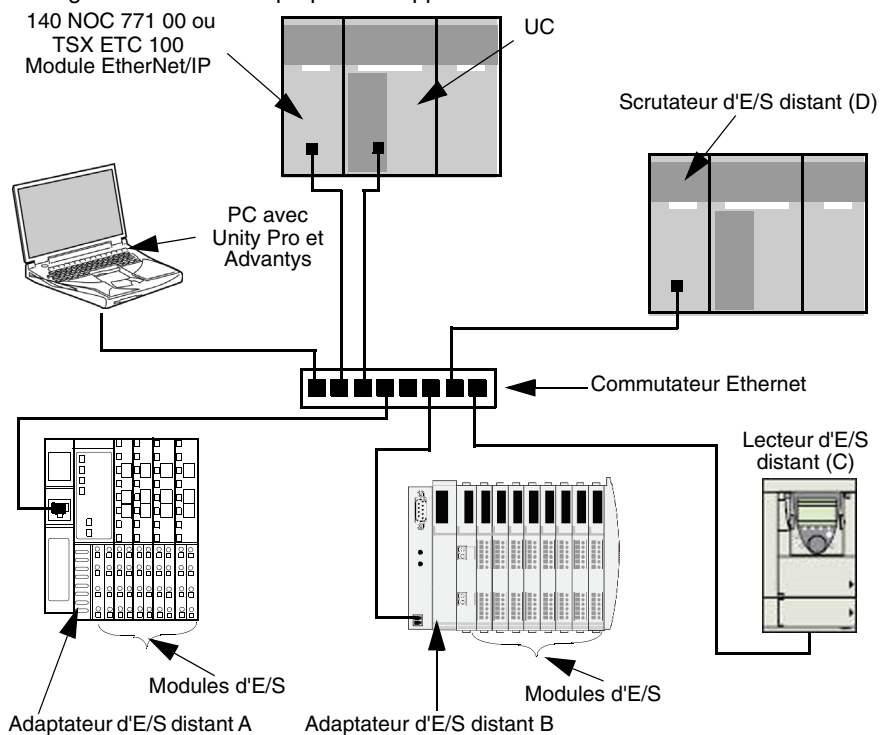 140 NOC 771 00 ou
TSX ETC 100
Module EtherNet/IP
UC
Scrutateur d'E/S distant (D)
PC avec
Unity Pro et
Advantys
Commutateur Ethernet
Lecteur d'E/S
distant (C)
Modules d'E/S
Modules d'E/S
Adaptateur d'E/S distant A
Adaptateur d'E/S distant B